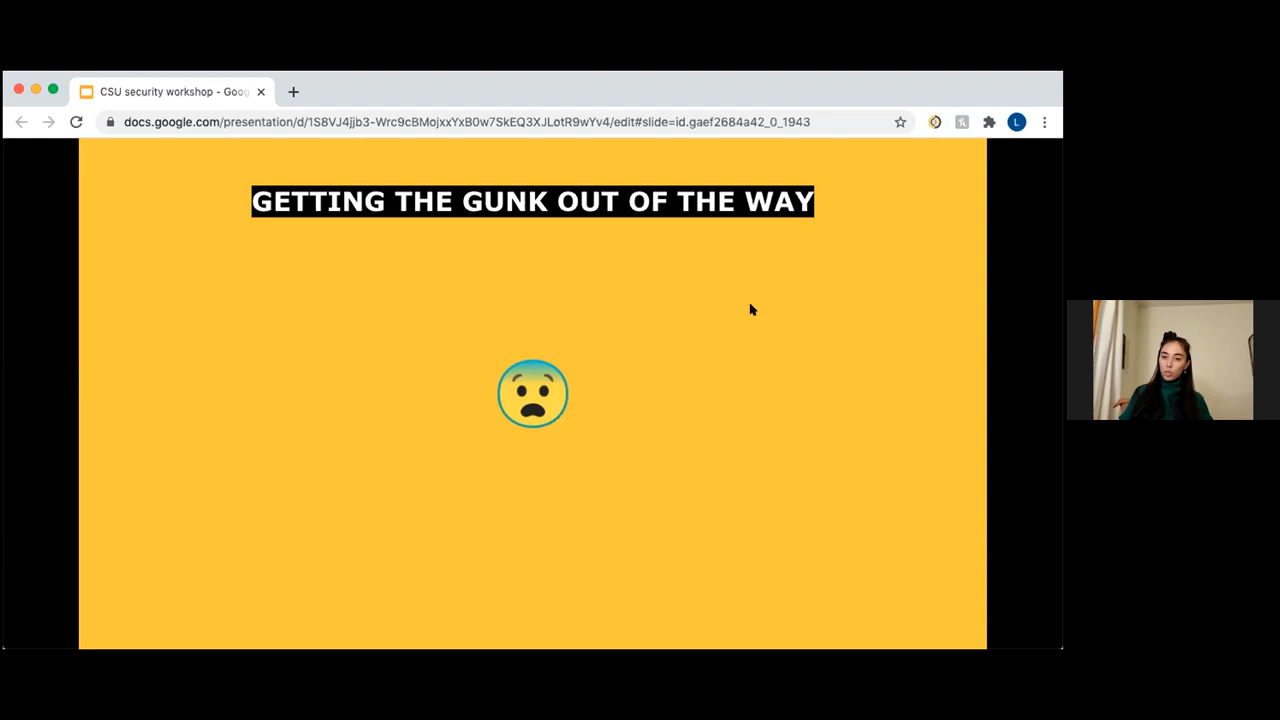 CSU security workshop - Goog
docs.google.com/presentation/d/1S8VJ4jjb3-Wrc9cBMojxxYxB0w7SkEQ3XJLotR9wYv4/edit#slide=id.gaef2684a42_0_1943
L
GETTING THE GUNK OUT OF THE WAY